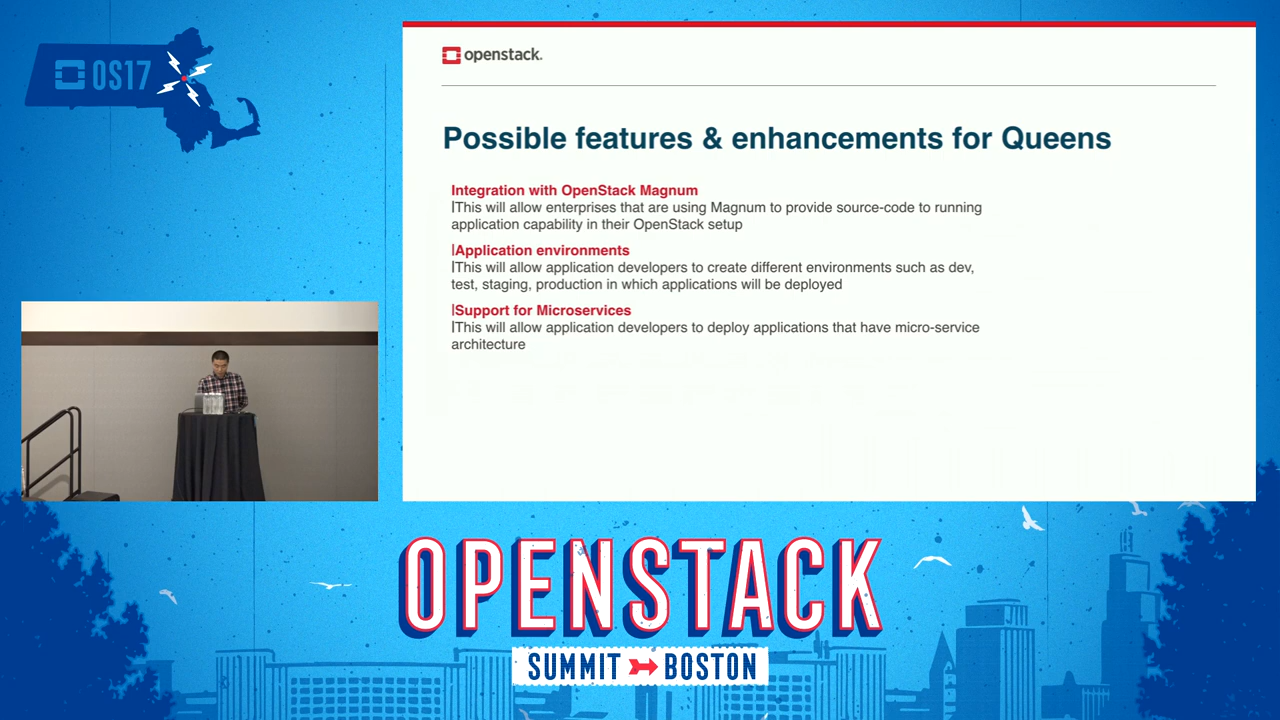 OS17
openstack.
Possible features & enhancements for Queens
Integration with OpenStack Magnum
This will allow enterprises that are using Magnum to provide source-code to running
application capability in their OpenStack setup
Application environments
This will allow application developers to create different environments such as dev,
test, staging, production in which applications will be deployed
Support for Microservices
This will allow application developers to deploy applications that have micro-service
architecture
OPENSTACK
SUMMIT BOSTON